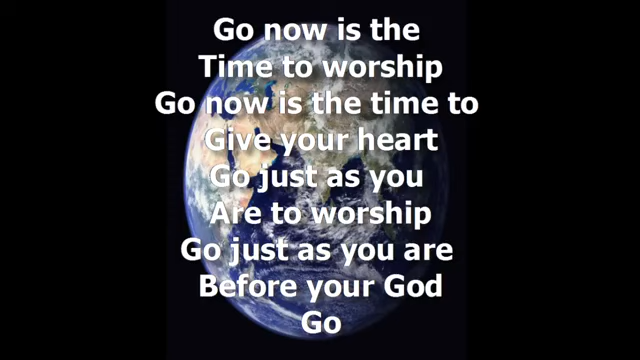 Go now is the
Time to worship
Go now is the time to
Give your heart
Go just as you
Are to worship
Go just as you are
Before your God
Go